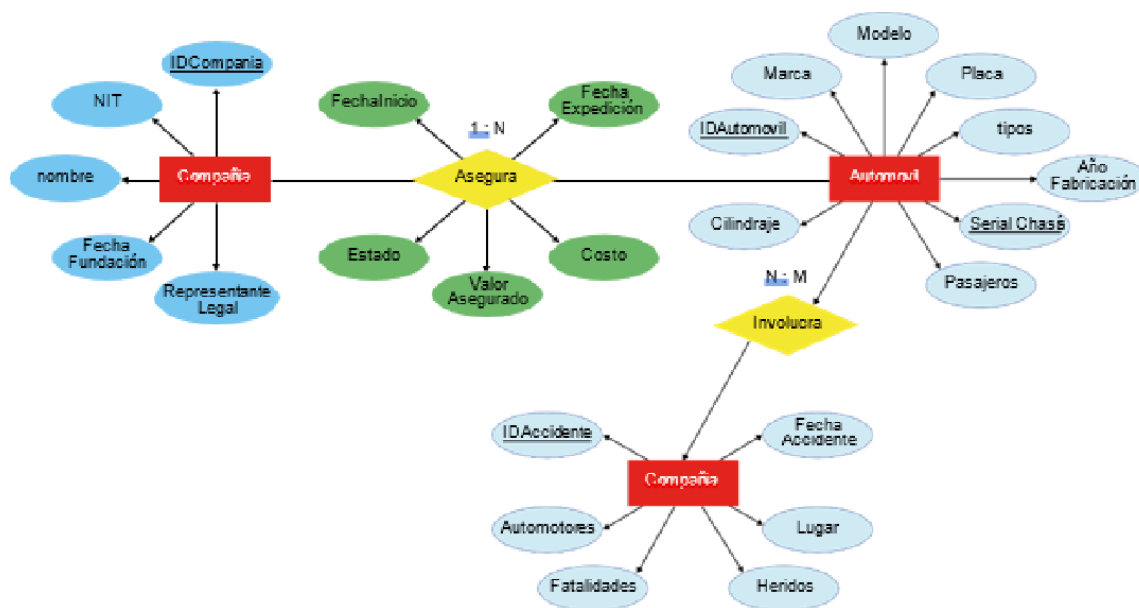 Modelo
IDCompania
Marca
Placa
NIT
FechaInicio
Fecha
Expedición
1 : N
IDAutomovil
tipos
nombre
Compañia
Asegura
Automovil
Año
Fabricación
Fecha
Fundación
Estado
Costo
Cilindraje
Serial Chasis
Representante
Legal
Valor
Asegurado
N : M
Pasajeros
Involucra
IDAccidente
Fecha
Accidente
Compañia
Automotores
Lugar
Fatalidades
Heridos